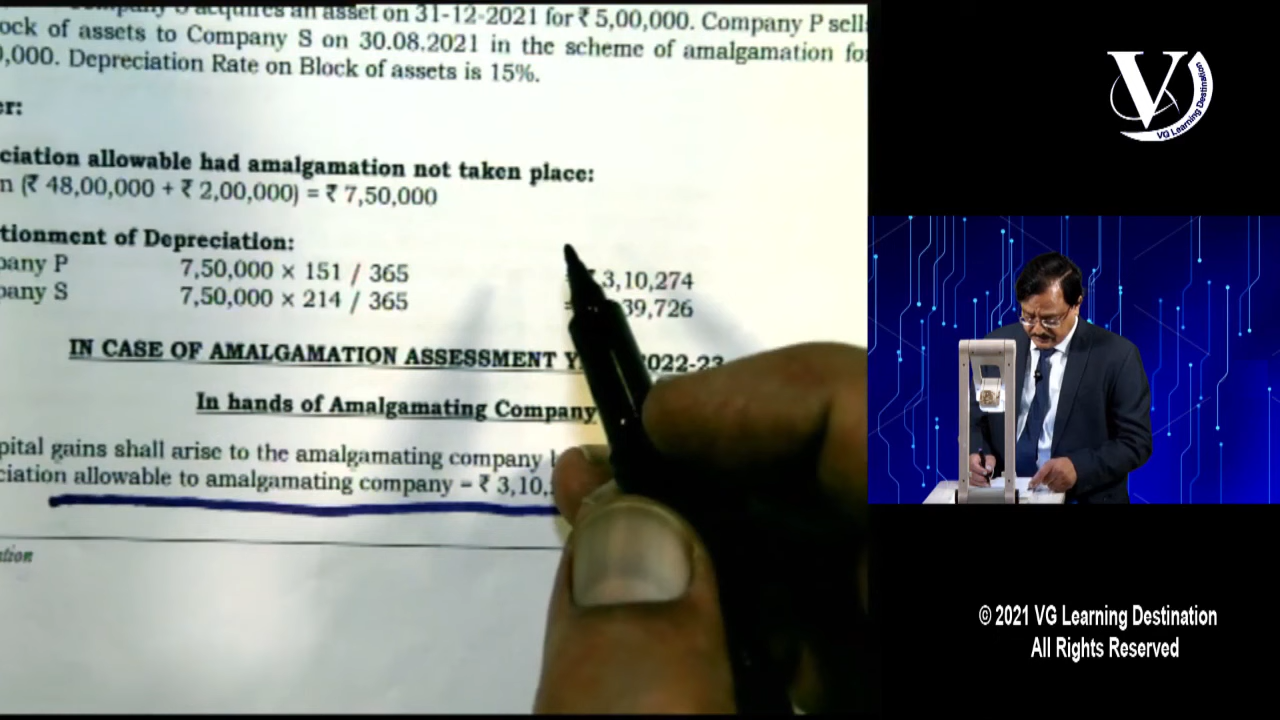 acquires an asset on 31-12-2021 for ₹ 5,00,000. Company P sell
ock of assets to Company S on 30.08.2021 in the scheme of amalgamation fo
0,000. Depreciation Rate on Block of assets is 15%.
er:
ciation allowable had amalgamation not taken place:
n (₹ 48,00,000 + ₹ 2,00,000) = ₹ 7,50,000
tionment of Depreciation:
pany P 7,50,000 × 151 / 365 3,10,274
pany S 7,50,000 × 214 / 365 = 39,726
IN CASE OF AMALGAMATION ASSESSMENT Y 2022-23
In hands of Amalgamating Company
pital gains shall arise to the amalgamating company
ciation allowable to amalgamating company = ₹ 3,10,
V
VG Learning Destination
© 2021 VG Learning Destination
All Rights Reserved